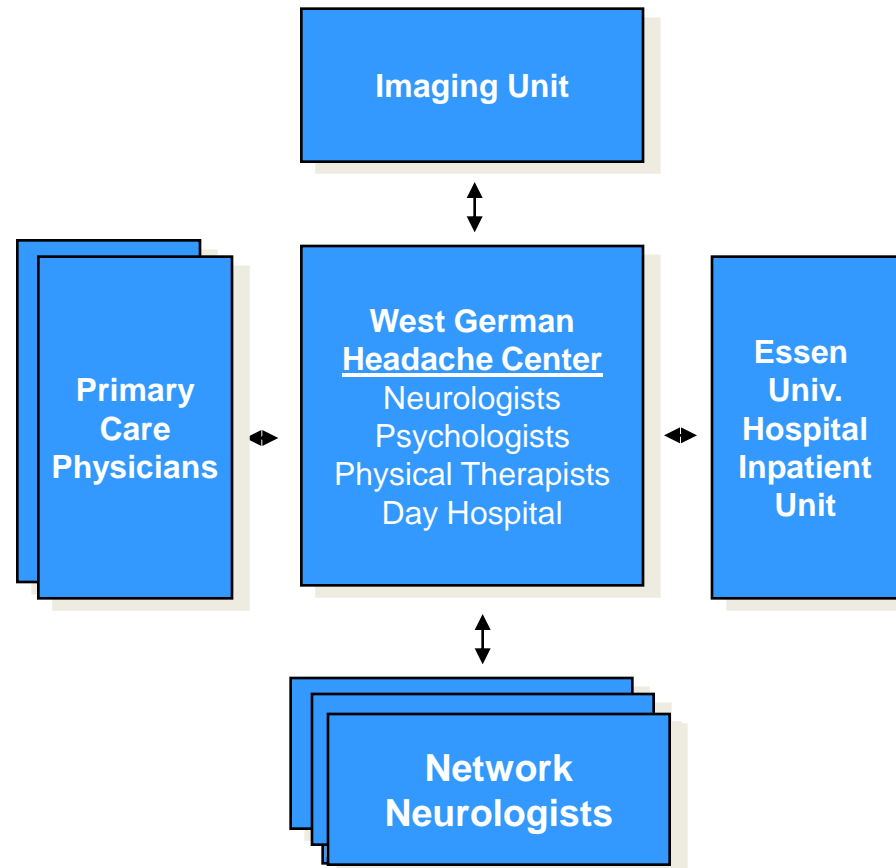 Imaging Unit
West German
Headache Center
Neurologists
Psychologists
Physical Therapists
Day Hospital
Primary
Care
Physicians
Essen
Univ.
Hospital
Inpatient
Unit
Network
Neurologists